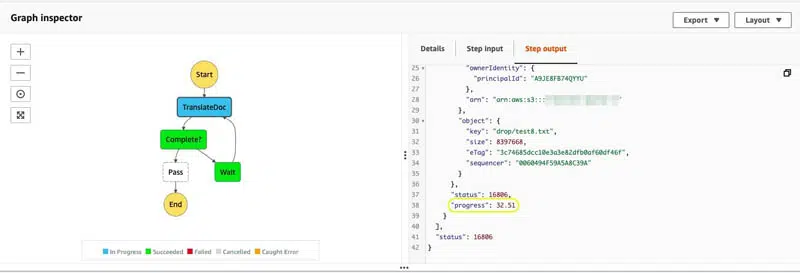 Graph inspector
Export
Layout
Start
TranslateDoc
Complete?
Pass
Wait
End
In Progress
Succeeded
Failed
Cancelled
Caught Error
Details
Step input
Step output
25 "ownerIdentity": {
26 "principalId": "A9JE8FB74QYYU"
27 },
28 "arn": "arn:aws:s3:::
29 },
30 "object": {
31 "key": "drop/test8.txt",
32 "size": 8397668,
33 "eTag": "3c74685dcc10e3a3e82dfb0af60df46f",
34 "sequencer": "0060494F59A5A8C39A"
35 }
36 },
37 "status": 16806,
38 "progress": 32.51
39 }
40 ],
41 "status": 16806
42 }